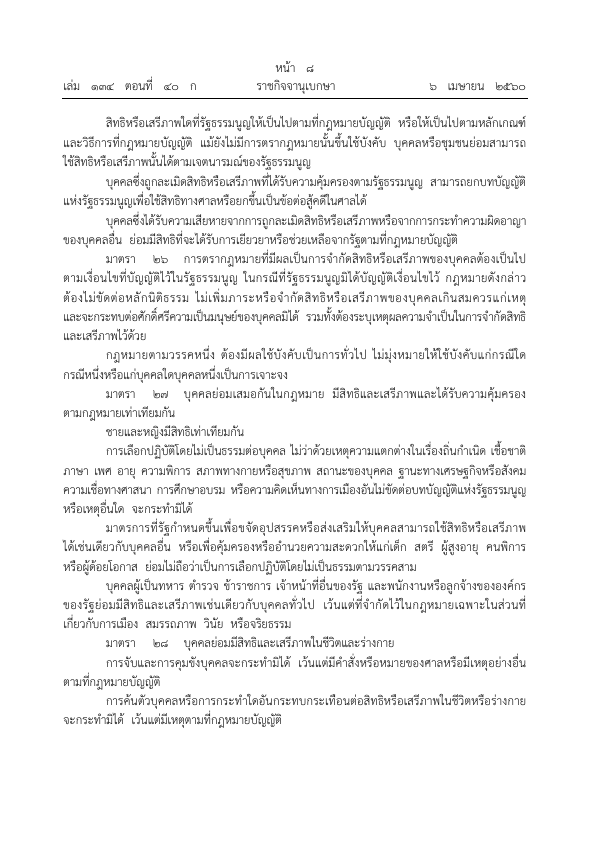 หน้า ๘
เล่ม ๑๓๔ ตอนที่ ๔๐ ก ราชกิจจานุเบกษา ๖ เมษายน ๒๕๖๐
สิทธิหรือเสรีภาพใดที่รัฐธรรมนูญให้เป็นไปตามที่กฎหมายบัญญัติ หรือให้เป็นไปตามหลักเกณฑ์
และวิธีการที่กฎหมายบัญญัติ แม้ยังไม่มีการตรากฎหมายนั้นขึ้นใช้บังคับ บุคคลหรือชุมชนย่อมสามารถ
ใช้สิทธิหรือเสรีภาพนั้นได้ตามเจตนารมณ์ของรัฐธรรมนูญ
บุคคลซึ่งถูกละเมิดสิทธิหรือเสรีภาพที่ได้รับความคุ้มครองตามรัฐธรรมนูญ สามารถยกบทบัญญัติ
แห่งรัฐธรรมนูญเพื่อใช้สิทธิทางศาลหรือยกขึ้นเป็นข้อต่อสู้คดีในศาลได้
บุคคลซึ่งได้รับความเสียหายจากการถูกละเมิดสิทธิหรือเสรีภาพหรือจากการกระทำความผิดอาญา
ของบุคคลอื่น ย่อมมีสิทธิที่จะได้รับการเยียวยาหรือช่วยเหลือจากรัฐตามที่กฎหมายบัญญัติ
มาตรา ๒๖ การตรากฎหมายที่มีผลเป็นการจำกัดสิทธิหรือเสรีภาพของบุคคลต้องเป็นไป
ตามเงื่อนไขที่บัญญัติไว้ในรัฐธรรมนูญ ในกรณีที่รัฐธรรมนูญมิได้บัญญัติเงื่อนไขไว้ กฎหมายดังกล่าว
ต้องไม่ขัดต่อหลักนิติธรรม ไม่เพิ่มภาระหรือจำกัดสิทธิหรือเสรีภาพของบุคคลเกินสมควรแก่เหตุ
และจะกระทบต่อศักดิ์ศรีความเป็นมนุษย์ของบุคคลมิได้ รวมทั้งต้องระบุเหตุผลความจำเป็นในการจำกัดสิทธิ
และเสรีภาพไว้ด้วย
กฎหมายตามวรรคหนึ่ง ต้องมีผลใช้บังคับเป็นการทั่วไป ไม่มุ่งหมายให้ใช้บังคับแก่กรณีใด
กรณีหนึ่งหรือแก่บุคคลใดบุคคลหนึ่งเป็นการเจาะจง
มาตรา ๒๗ บุคคลย่อมเสมอกันในกฎหมาย มีสิทธิและเสรีภาพและได้รับความคุ้มครอง
ตามกฎหมายเท่าเทียมกัน
ชายและหญิงมีสิทธิเท่าเทียมกัน
การเลือกปฏิบัติโดยไม่เป็นธรรมต่อบุคคล ไม่ว่าด้วยเหตุความแตกต่างในเรื่องถิ่นกำเนิด เชื้อชาติ
ภาษา เพศ อายุ ความพิการ สภาพทางกายหรือสุขภาพ สถานะของบุคคล ฐานะทางเศรษฐกิจหรือสังคม
ความเชื่อทางศาสนา การศึกษาอบรม หรือความคิดเห็นทางการเมืองอันไม่ขัดต่อบทบัญญัติแห่งรัฐธรรมนูญ
หรือเหตุอื่นใด จะกระทำมิได้
มาตรการที่รัฐกำหนดขึ้นเพื่อขจัดอุปสรรคหรือส่งเสริมให้บุคคลสามารถใช้สิทธิหรือเสรีภาพ
ได้เช่นเดียวกับบุคคลอื่น หรือเพื่อคุ้มครองหรืออำนวยความสะดวกให้แก่เด็ก สตรี ผู้สูงอายุ คนพิการ
หรือผู้ด้อยโอกาส ย่อมไม่ถือว่าเป็นการเลือกปฏิบัติโดยไม่เป็นธรรมตามวรรคสาม
บุคคลผู้เป็นทหาร ตำรวจ ข้าราชการ เจ้าหน้าที่อื่นของรัฐ และพนักงานหรือลูกจ้างขององค์กร
ของรัฐย่อมมีสิทธิและเสรีภาพเช่นเดียวกับบุคคลทั่วไป เว้นแต่ที่จำกัดไว้ในกฎหมายเฉพาะในส่วนที่
เกี่ยวกับการเมือง สมรรถภาพ วินัย หรือจริยธรรม
มาตรา ๒๘ บุคคลย่อมมีสิทธิและเสรีภาพในชีวิตและร่างกาย
การจับและการคุมขังบุคคลจะกระทำมิได้ เว้นแต่มีคำสั่งหรือหมายของศาลหรือมีเหตุอย่างอื่น
ตามที่กฎหมายบัญญัติ
การค้นตัวบุคคลหรือการกระทำใดอันกระทบกระเทือนต่อสิทธิหรือเสรีภาพในชีวิตหรือร่างกาย
จะกระทำมิได้ เว้นแต่มีเหตุตามที่กฎหมายบัญญัติ